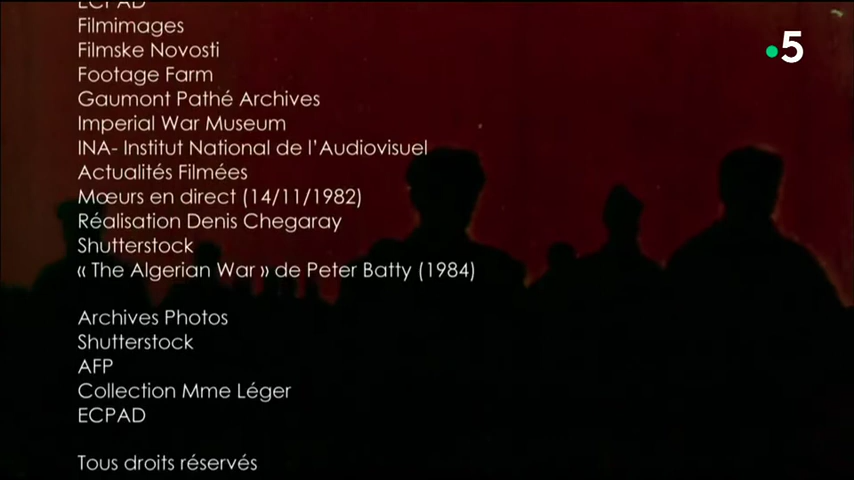 ECPAD
Filmimages
Filmske Novosti
Footage Farm
Gaumont Pathé Archives
Imperial War Museum
INA- Institut National de l'Audiovisuel
Actualités Filmées
Mœurs en direct (14/11/1982)
Réalisation Denis Chegaray
Shutterstock
« The Algerian War » de Peter Batty (1984)
Archives Photos
Shutterstock
AFP
Collection Mme Léger
ECPAD
Tous droits réservés
5